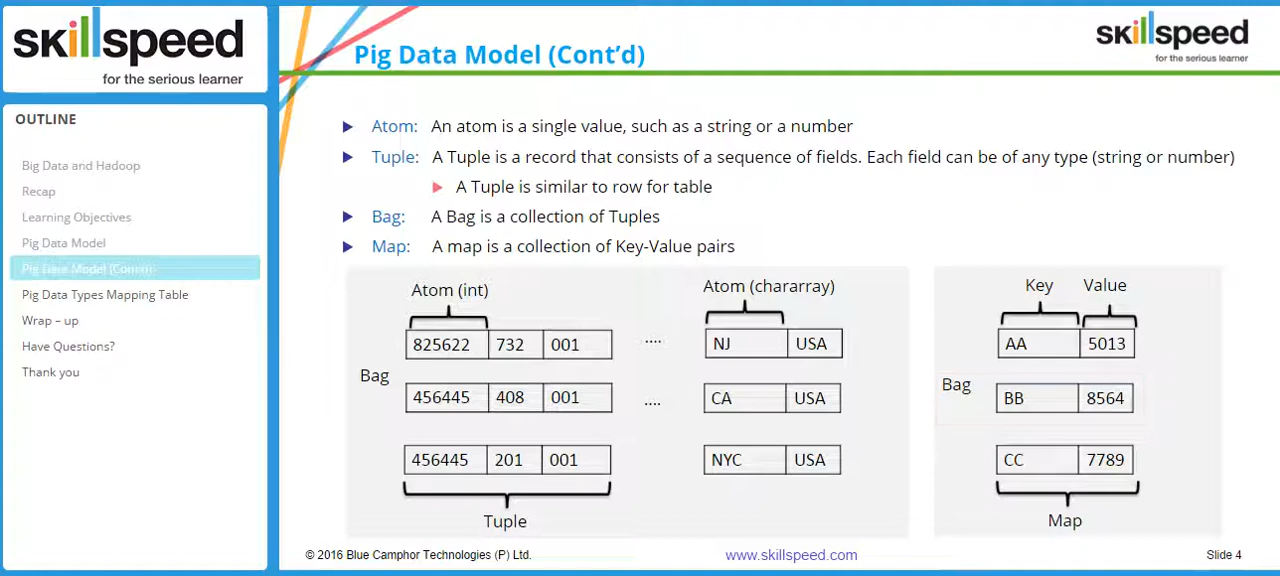 skillspeed
for the serious learner
OUTLINE
Big Data and Hadoop
Recap
Learning Objectives
Pig Data Model
Pig Data Model (Cont'd)
Pig Data Types Mapping Table
Wrap – up
Have Questions?
Thank you
Pig Data Model (Cont'd)
skillspeed
for the serious learner
Atom: An atom is a single value, such as a string or a number
Tuple: A Tuple is a record that consists of a sequence of fields. Each field can be of any type (string or number)
A Tuple is similar to row for table
Bag: A Bag is a collection of Tuples
Map: A map is a collection of Key-Value pairs
Atom (int) Atom (chararray)
825622 732 001 .... NJ USA
Bag
456445 408 001 .... CA USA
456445 201 001 NYC USA
Tuple
Key Value
AA 5013
Bag
BB 8564
CC 7789
Map
© 2016 Blue Camphor Technologies (P) Ltd. www.skillspeed.com Slide 4